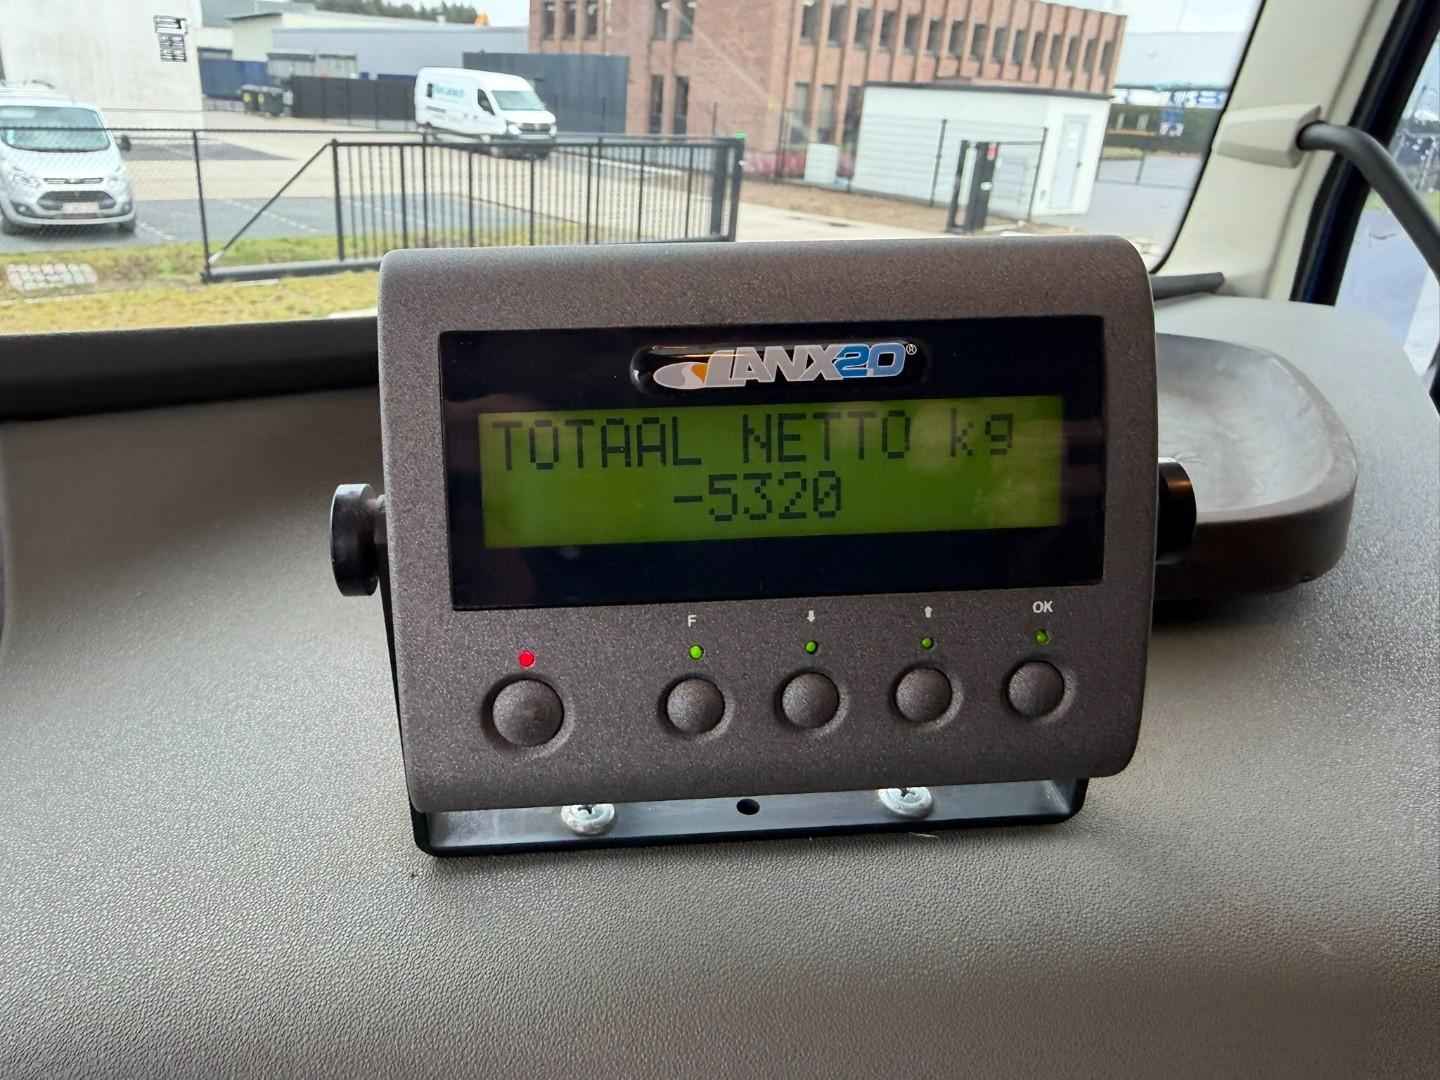 LANX2.0®
TOTAAL NETTO kg
-5320
F
OK